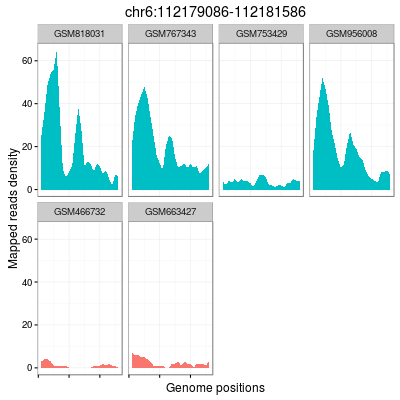 chr6:112179086-112181586
GSM818031 GSM767343 GSM753429 GSM956008
60
40
20
0
GSM466732 GSM663427
60
40
20
0
Mapped reads density
Genome positions